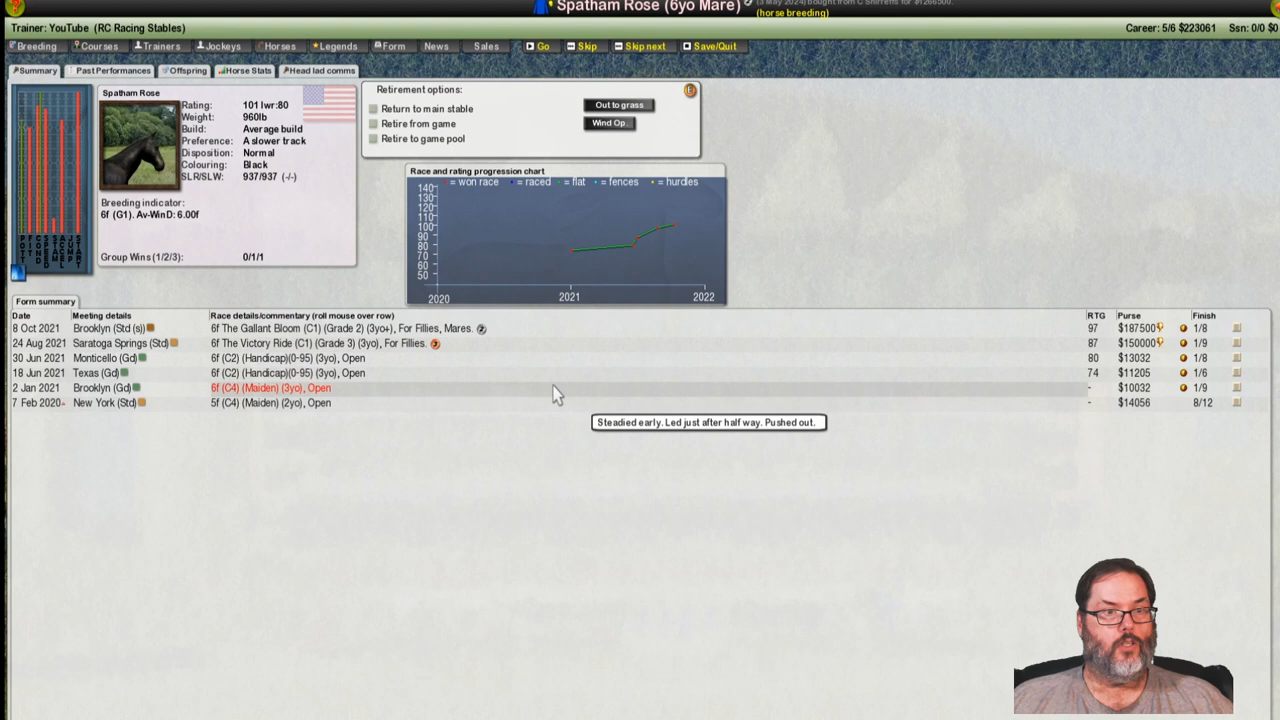 Spatham Rose (6yo Mare)
(3 May 2024) Bought from C Shirreffs for
(horse breeding)
Trainer: YouTube (RC Racing Stables)
Career: 5/6 $223061 Ssn: 0/0 $0
Breeding Courses Trainers Jockeys Horses Legends Form News Sales Go Skip Skip next Save/Quit
Summary Past Performances Offspring Horse Stats Head lad comms
Spatham Rose
Rating: 101 lwr:80
Weight: 960lb
Build: Average build
Preference: A slower track
Disposition: Normal
Colouring: Black
SLR/SLW: 937/937 (-/-)
Breeding indicator:
6f (G1). Av-WinD: 6.00f
Group Wins (1/2/3): 0/1/1
Retirement options:
Return to main stable
Retire from game
Retire to game pool
Out to grass
Wind Op.
Race and rating progression chart
= won race = raced = flat = fences = hurdles
140
130
120
110
100
90
80
70
60
50
2020 2021 2022
Form summary
Date Meeting details Race details/commentary (roll mouse over row) RTG Purse Finish
8 Oct 2021 Brooklyn (Std (s)) 6f The Gallant Bloom (C1) (Grade 2) (3yo+), For Fillies, Mares. 97 $187500 1/8
24 Aug 2021 Saratoga Springs (Std) 6f The Victory Ride (C1) (Grade 3) (3yo), For Fillies. 87 $150000 1/9
30 Jun 2021 Monticello (Gd) 6f (C2) (Handicap)(0-95) (3yo), Open 80 $13032 1/8
18 Jun 2021 Texas (Gd) 6f (C2) (Handicap)(0-95) (3yo), Open 74 $11205 1/6
2 Jan 2021 Brooklyn (Gd) 6f (C4) (Maiden) (3yo), Open - $10032 1/9
7 Feb 2020 New York (Std) 5f (C4) (Maiden) (2yo), Open - $14056 8/12
Steadied early. Led just after half way. Pushed out.